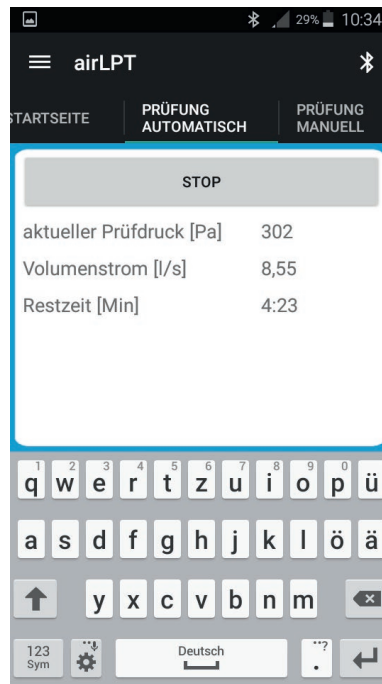 29% 10:34
airLPT
STARTSEITE PRÜFUNG AUTOMATISCH PRÜFUNG MANUELL
STOP
aktueller Prüfdruck [Pa] 302
Volumenstrom [l/s] 8,55
Restzeit [Min] 4:23
1 2 3 4 5 6 7 8 9 0
q w e r t z u i o p ü
a s d f g h j k l ö ä
y x c v b n m
123 Sym Deutsch . ?